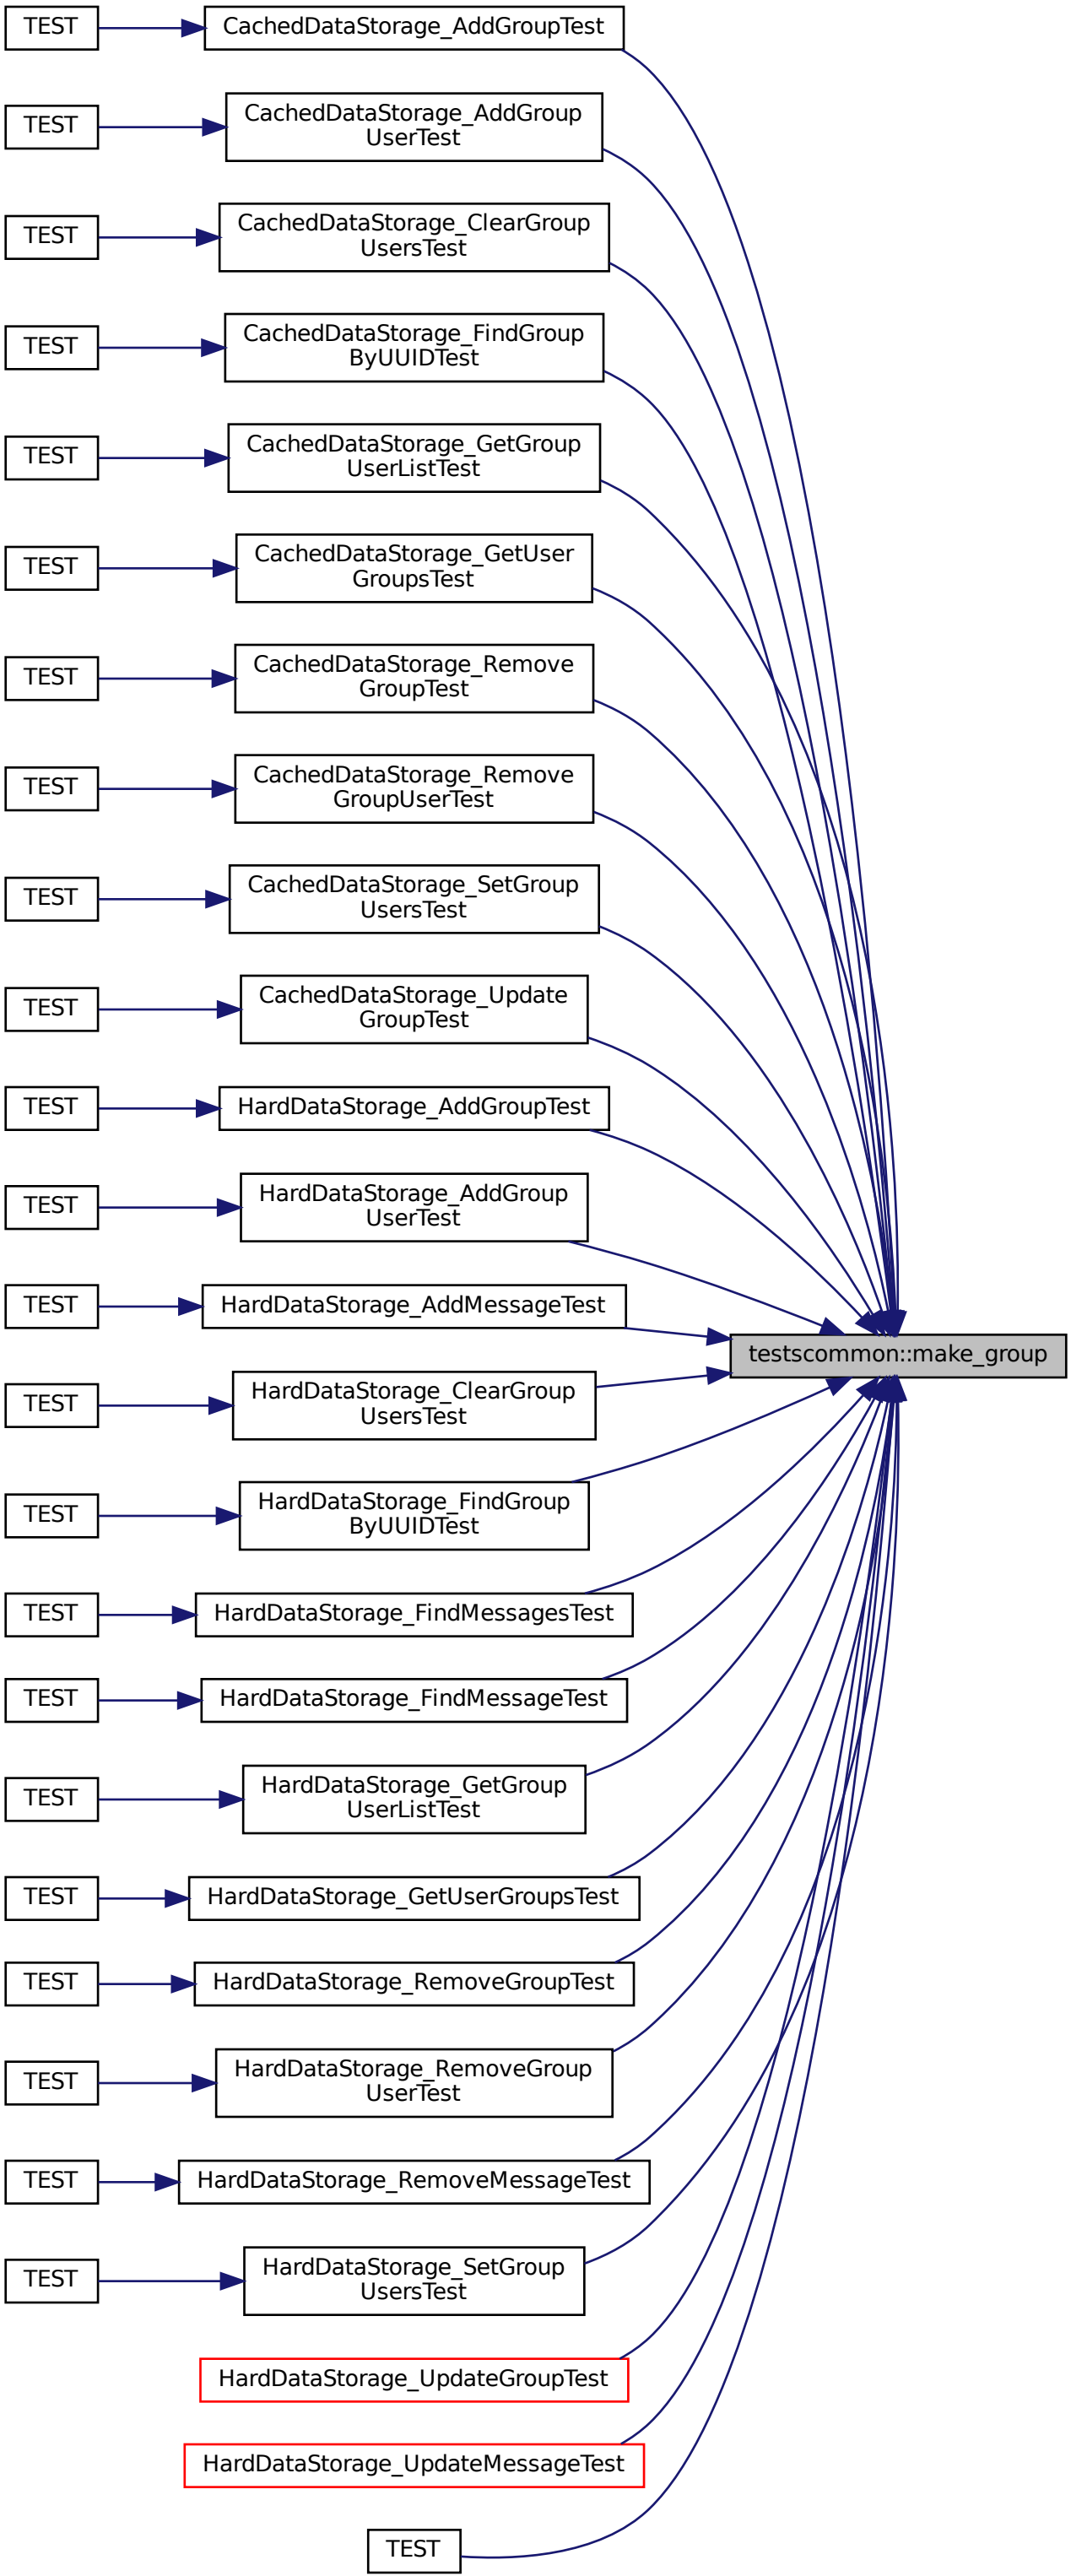 TEST
CachedDataStorage_AddGroupTest
TEST
CachedDataStorage_AddGroup
UserTest
TEST
CachedDataStorage_ClearGroup
UsersTest
TEST
CachedDataStorage_FindGroup
ByUUIDTest
TEST
CachedDataStorage_GetGroup
UserListTest
TEST
CachedDataStorage_GetUser
GroupsTest
TEST
CachedDataStorage_Remove
GroupTest
TEST
CachedDataStorage_Remove
GroupUserTest
TEST
CachedDataStorage_SetGroup
UsersTest
TEST
CachedDataStorage_Update
GroupTest
TEST
HardDataStorage_AddGroupTest
TEST
HardDataStorage_AddGroup
UserTest
TEST
HardDataStorage_AddMessageTest
testscommon::make_group
TEST
HardDataStorage_ClearGroup
UsersTest
TEST
HardDataStorage_FindGroup
ByUUIDTest
TEST
HardDataStorage_FindMessagesTest
TEST
HardDataStorage_FindMessageTest
TEST
HardDataStorage_GetGroup
UserListTest
TEST
HardDataStorage_GetUserGroupsTest
TEST
HardDataStorage_RemoveGroupTest
TEST
HardDataStorage_RemoveGroup
UserTest
TEST
HardDataStorage_RemoveMessageTest
TEST
HardDataStorage_SetGroup
UsersTest
HardDataStorage_UpdateGroupTest
HardDataStorage_UpdateMessageTest
TEST